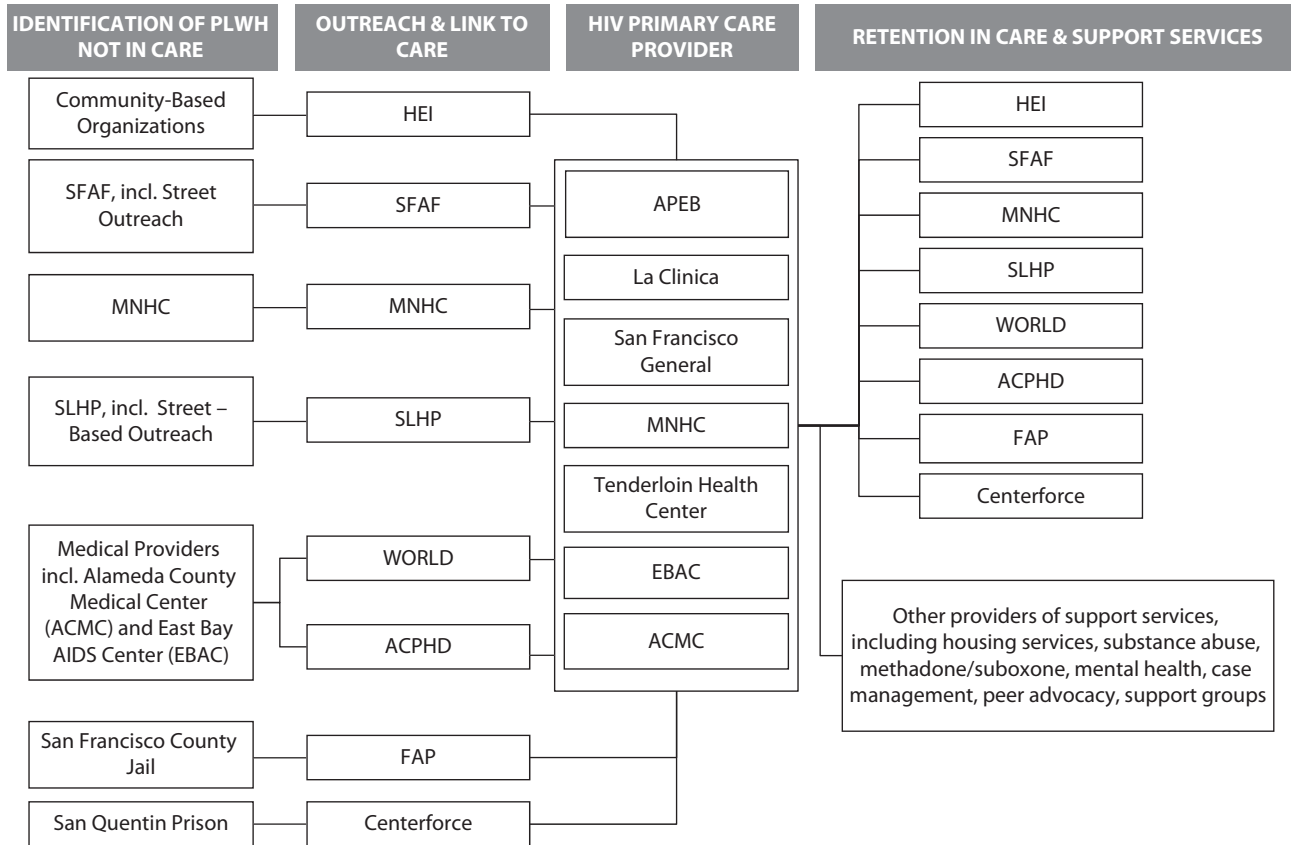 IDENTIFICATION OF PLWH
NOT IN CARE
OUTREACH & LINK TO
CARE
HIV PRIMARY CARE
PROVIDER
RETENTION IN CARE & SUPPORT SERVICES
Community-Based
Organizations
SFAF, incl. Street
Outreach
MNHC
SLHP, incl. Street –
Based Outreach
Medical Providers
incl. Alameda County
Medical Center
(ACMC) and East Bay
AIDS Center (EBAC)
San Francisco County
Jail
San Quentin Prison
HEI
SFAF
MNHC
SLHP
WORLD
ACPHD
FAP
Centerforce
APEB
La Clinica
San Francisco
General
MNHC
Tenderloin Health
Center
EBAC
ACMC
HEI
SFAF
MNHC
SLHP
WORLD
ACPHD
FAP
Centerforce
Other providers of support services,
including housing services, substance abuse,
methadone/suboxone, mental health, case
management, peer advocacy, support groups